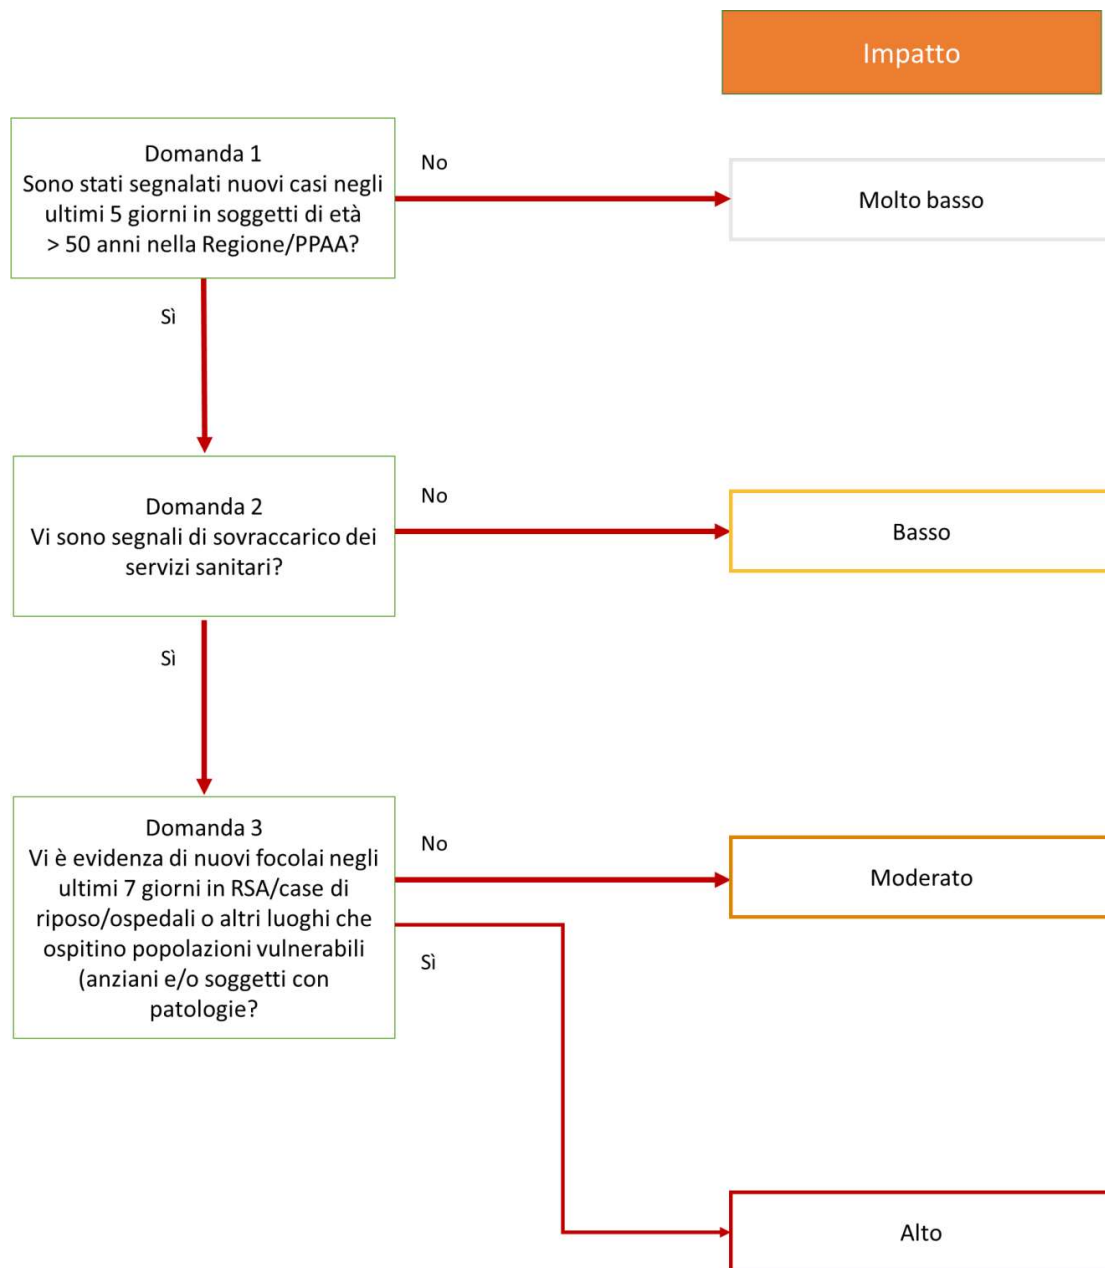 Impatto
Domanda 1
Sono stati segnalati nuovi casi negli
ultimi 5 giorni in soggetti di età
> 50 anni nella Regione/PPAA?
No
Molto basso
Sì
Domanda 2
Vi sono segnali di sovraccarico dei
servizi sanitari?
No
Basso
Sì
Domanda 3
Vi è evidenza di nuovi focolai negli
ultimi 7 giorni in RSA/case di
riposo/ospedali o altri luoghi che
ospitino popolazioni vulnerabili
(anziani e/o soggetti con
patologie?
No
Moderato
Sì
Alto